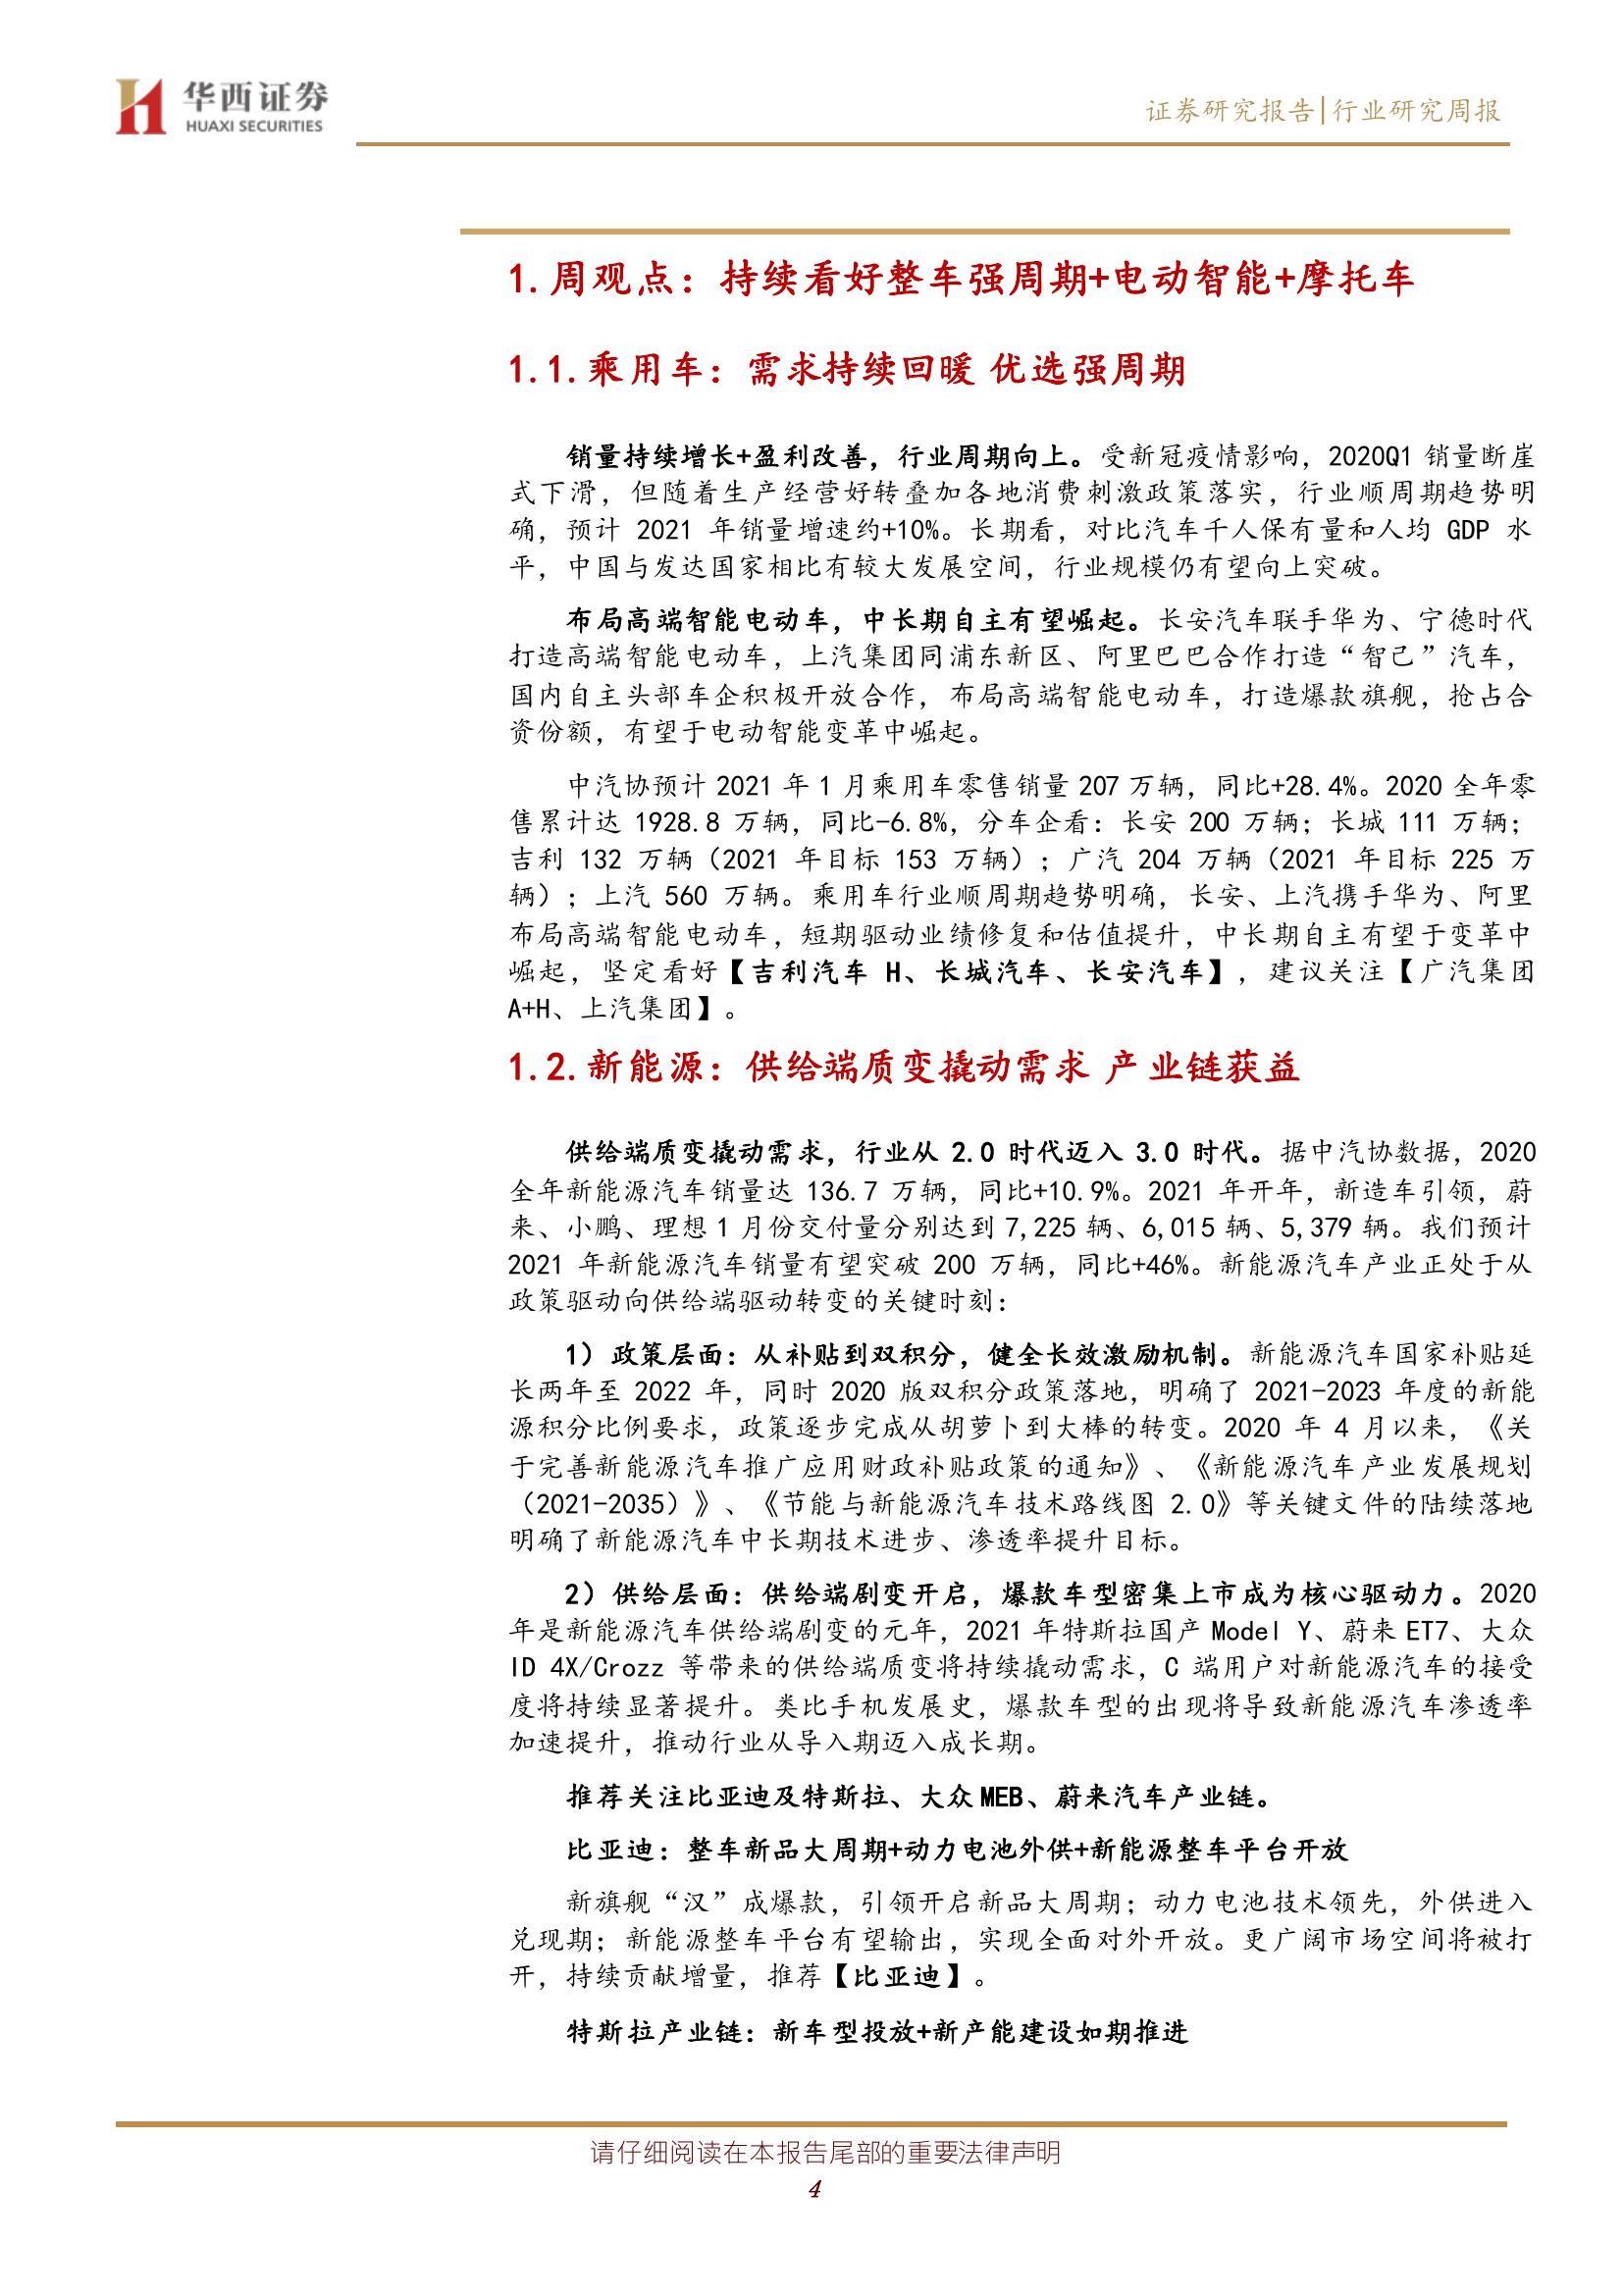 华西证券
HUAXI SECURITIES
证券研究报告|行业研究周报
1.周观点：持续看好整车强周期+电动智能+摩托车
1.1.乘用车：需求持续回暖 优选强周期
销量持续增长+盈利改善，行业周期向上。受新冠疫情影响，2020Q1 销量断崖
式下滑，但随着生产经营好转叠加各地消费刺激政策落实，行业顺周期趋势明
确，预计 2021 年销量增速约+10%。长期看，对比汽车千人保有量和人均 GDP 水
平，中国与发达国家相比有较大发展空间，行业规模仍有望向上突破。
布局高端智能电动车，中长期自主有望崛起。长安汽车联手华为、宁德时代
打造高端智能电动车，上汽集团同浦东新区、阿里巴巴合作打造“智己”汽车，
国内自主头部车企积极开放合作，布局高端智能电动车，打造爆款旗舰，抢占合
资份额，有望于电动智能变革中崛起。
中汽协预计 2021 年 1 月乘用车零售销量 207 万辆，同比+28.4%。2020 全年零
售累计达 1928.8 万辆，同比-6.8%，分车企看：长安 200 万辆；长城 111 万辆；
吉利 132 万辆（2021 年目标 153 万辆）；广汽 204 万辆（2021 年目标 225 万
辆）；上汽 560 万辆。乘用车行业顺周期趋势明确，长安、上汽携手华为、阿里
布局高端智能电动车，短期驱动业绩修复和估值提升，中长期自主有望于变革中
崛起，坚定看好【吉利汽车 H、长城汽车、长安汽车】，建议关注【广汽集团
A+H、上汽集团】。
1.2.新能源：供给端质变撬动需求 产业链获益
供给端质变撬动需求，行业从 2.0 时代迈入 3.0 时代。据中汽协数据，2020
全年新能源汽车销量达 136.7 万辆，同比+10.9%。2021 年开年，新造车引领，蔚
来、小鹏、理想 1 月份交付量分别达到 7,225 辆、6,015 辆、5,379 辆。我们预计
2021 年新能源汽车销量有望突破 200 万辆，同比+46%。新能源汽车产业正处于从
政策驱动向供给端驱动转变的关键时刻：
1）政策层面：从补贴到双积分，健全长效激励机制。新能源汽车国家补贴延
长两年至 2022 年，同时 2020 版双积分政策落地，明确了 2021-2023 年度的新能
源积分比例要求，政策逐步完成从胡萝卜到大棒的转变。2020 年 4 月以来，《关
于完善新能源汽车推广应用财政补贴政策的通知》、《新能源汽车产业发展规划
（2021-2035）》、《节能与新能源汽车技术路线图 2.0》等关键文件的陆续落地
明确了新能源汽车中长期技术进步、渗透率提升目标。
2）供给层面：供给端剧变开启，爆款车型密集上市成为核心驱动力。2020
年是新能源汽车供给端剧变的元年，2021 年特斯拉国产 Model Y、蔚来 ET7、大众
ID 4X/Crozz 等带来的供给端质变将持续撬动需求，C 端用户对新能源汽车的接受
度将持续显著提升。类比手机发展史，爆款车型的出现将导致新能源汽车渗透率
加速提升，推动行业从导入期迈入成长期。
推荐关注比亚迪及特斯拉、大众 MEB、蔚来汽车产业链。
比亚迪：整车新品大周期+动力电池外供+新能源整车平台开放
新旗舰“汉”成爆款，引领开启新品大周期；动力电池技术领先，外供进入
兑现期；新能源整车平台有望输出，实现全面对外开放。更广阔市场空间将被打
开，持续贡献增量，推荐【比亚迪】。
特斯拉产业链：新车型投放+新产能建设如期推进
请仔细阅读在本报告尾部的重要法律声明
4